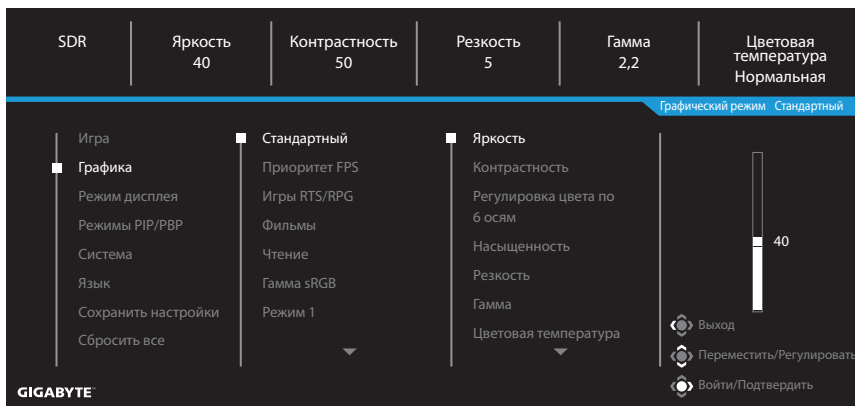 SDR
Яркость
40
Контрастность
50
Резкость
5
Гамма
2,2
Цветовая
температура
Нормальная
Графический режим Стандартный
Игра
Графика
Режим дисплея
Режимы PIP/PBP
Система
Язык
Сохранить настройки
Сбросить все
Стандартный
Приоритет FPS
Игры RTS/RPG
Фильмы
Чтение
Гамма sRGB
Режим 1
Яркость
Контрастность
Регулировка цвета по
6 осям
Насыщенность
Резкость
Гамма
Цветовая температура
40
Выход
Переместить/Регулировать
Войти/Подтвердить
GIGABYTE™